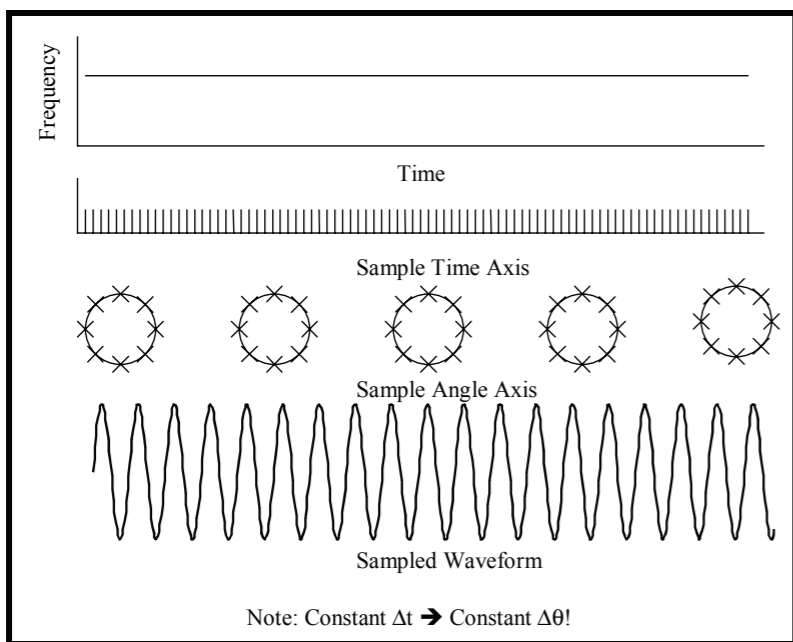 Frequency
Time
Sample Time Axis
Sample Angle Axis
Sampled Waveform
Note: Constant Δt ➔ Constant Δθ!